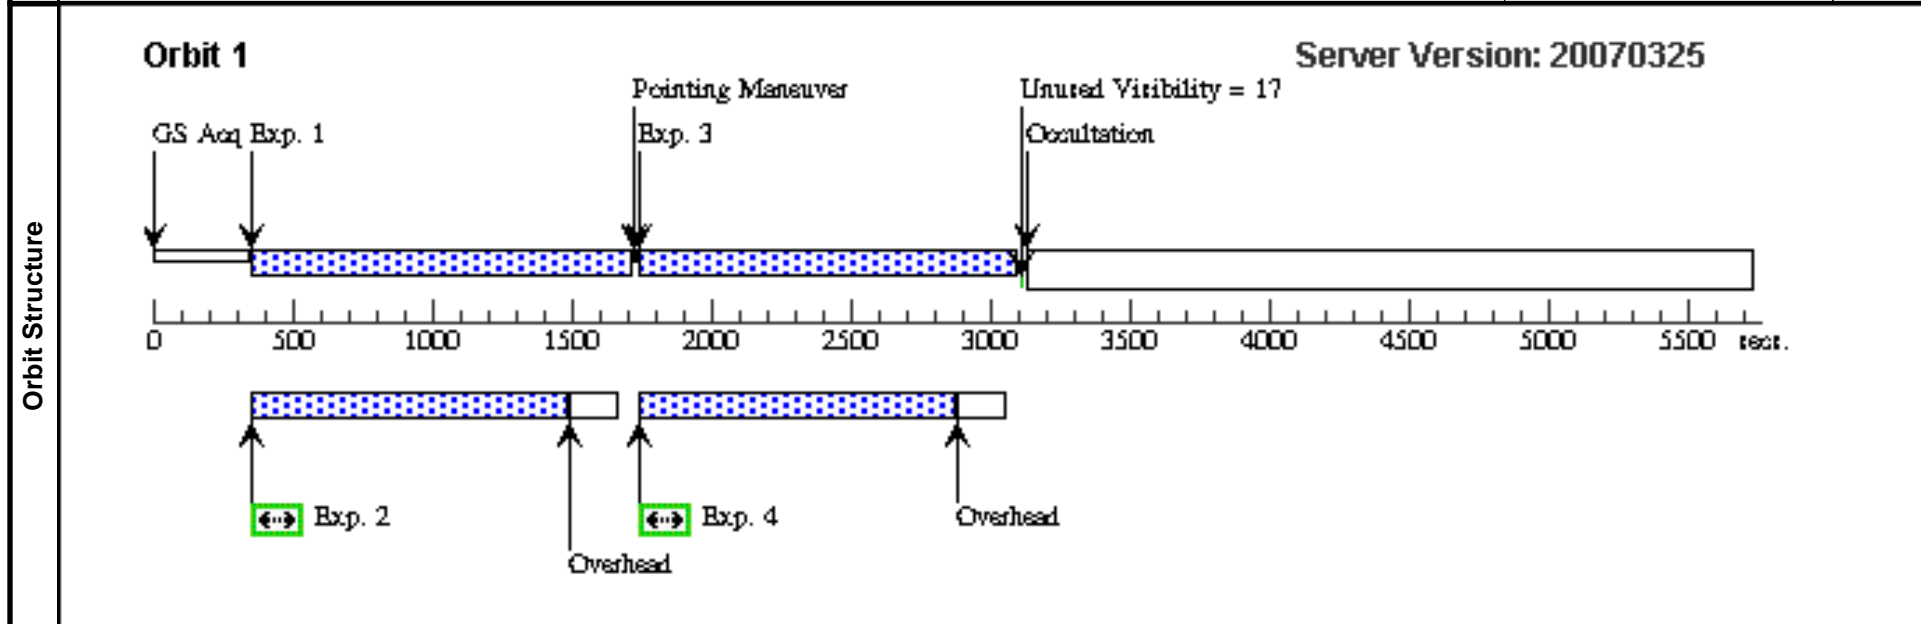 Orbit Structure
Orbit 1
Server Version: 20070325
Pointing Maneuver
Unused Visibility = 17
GS Acq
Exp. 1
Exp. 3
Occultation
0 500 1000 1500 2000 2500 3000 3500 4000 4500 5000 5500 secs.
Exp. 2
Exp. 4
Overhead
Overhead